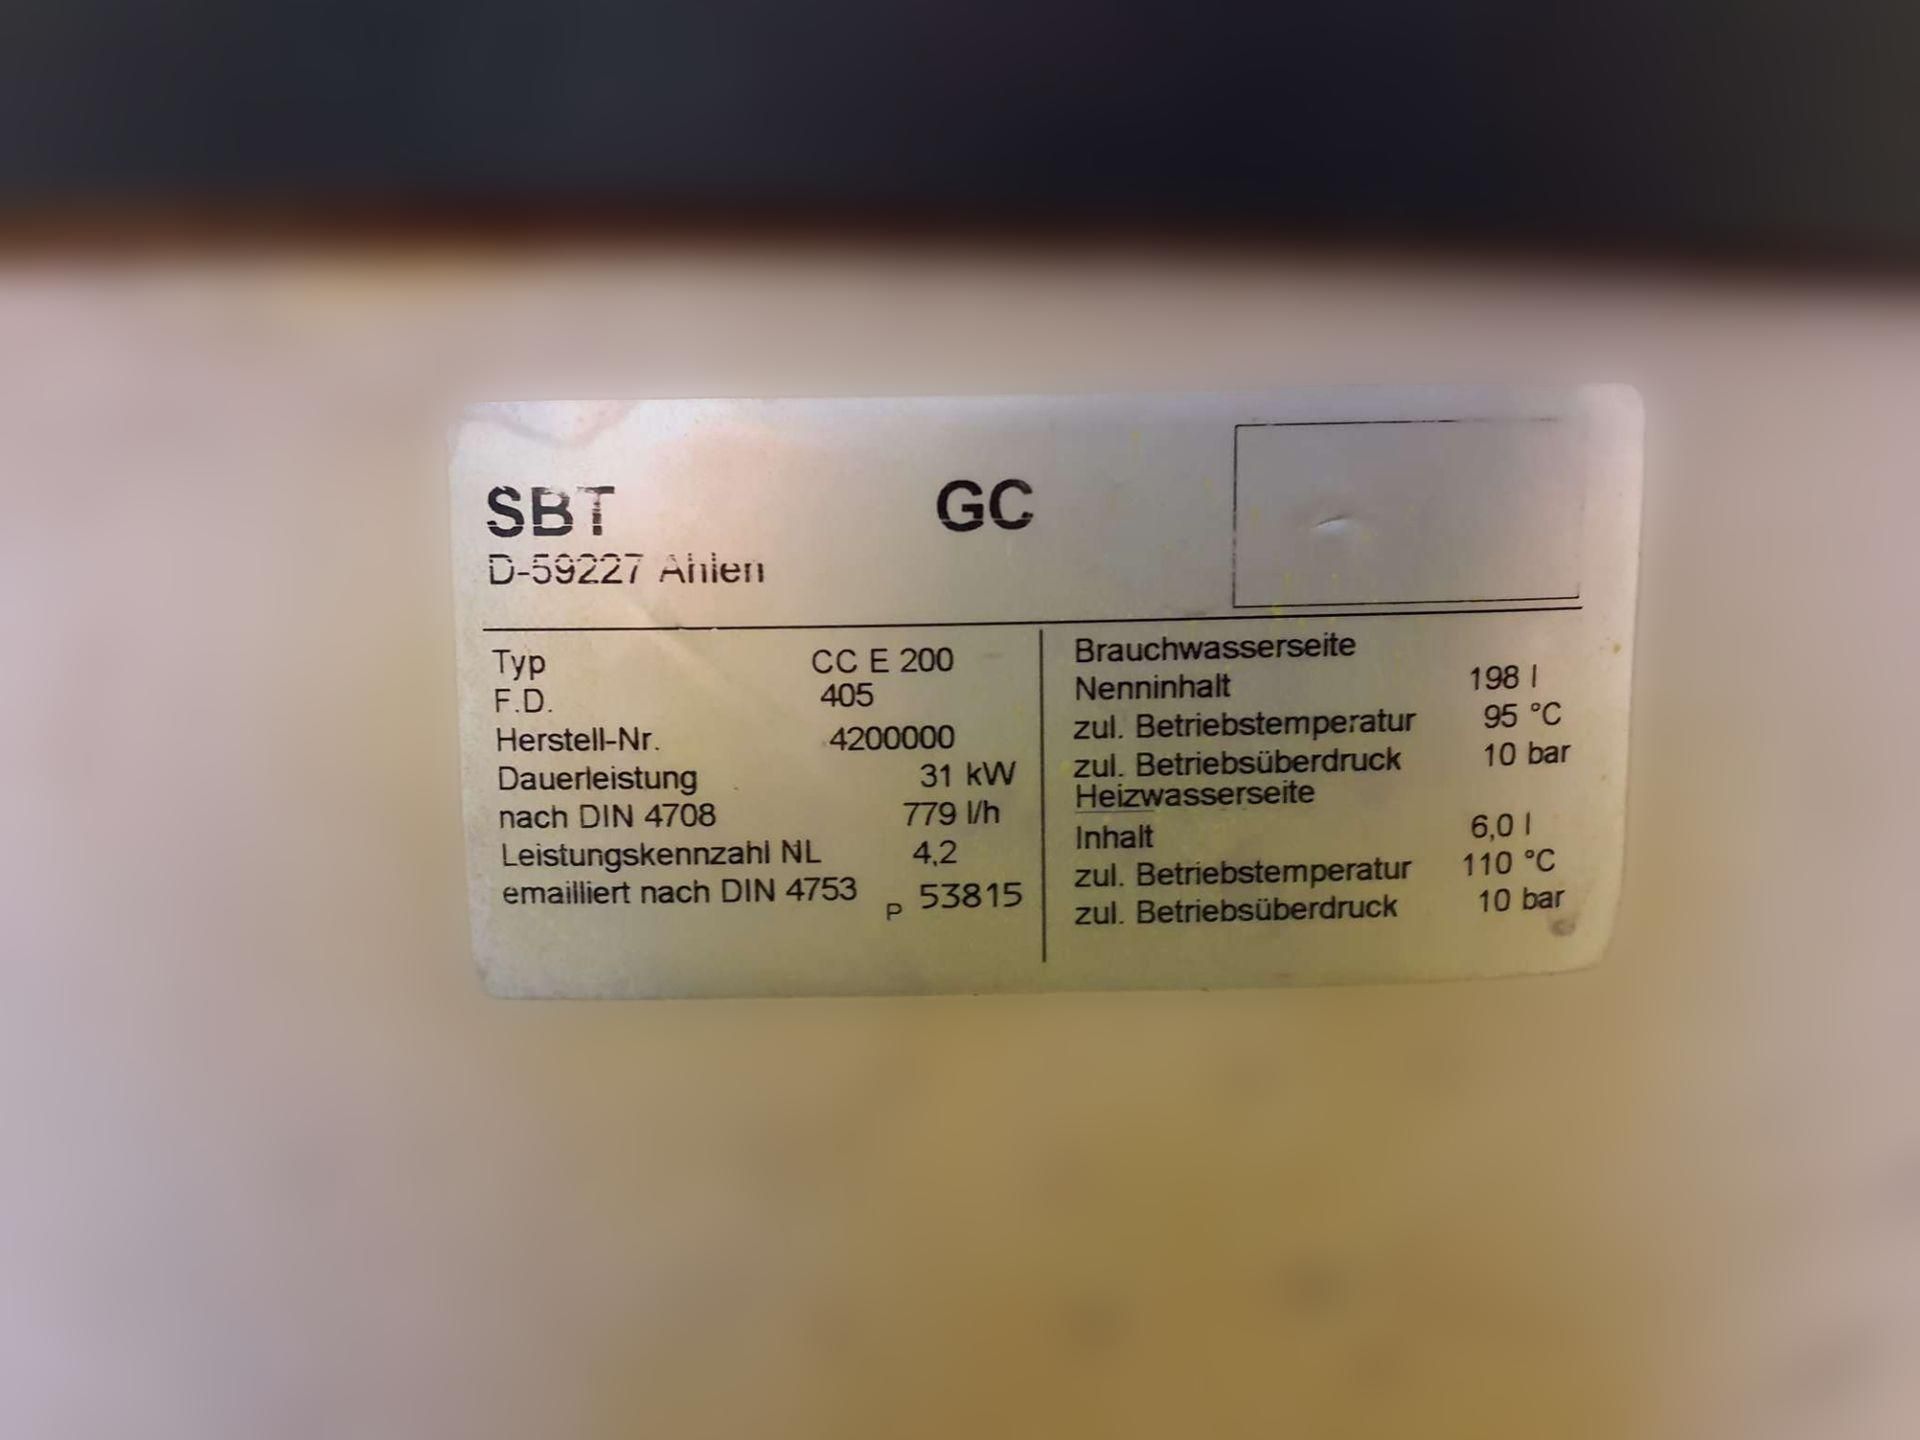 SBT
GC
D-59227 Ahlen
Typ CC E 200
F.D. 405
Herstell-Nr. 4200000
Dauerleistung 31 kW
nach DIN 4708 779 l/h
Leistungskennzahl NL 4,2
emailliert nach DIN 4753 P 53815
Brauchwasserseite
Nenninhalt 198 l
zul. Betriebstemperatur 95 °C
zul. Betriebsüberdruck 10 bar
Heizwasserseite
Inhalt 6,0 l
zul. Betriebstemperatur 110 °C
zul. Betriebsüberdruck 10 bar